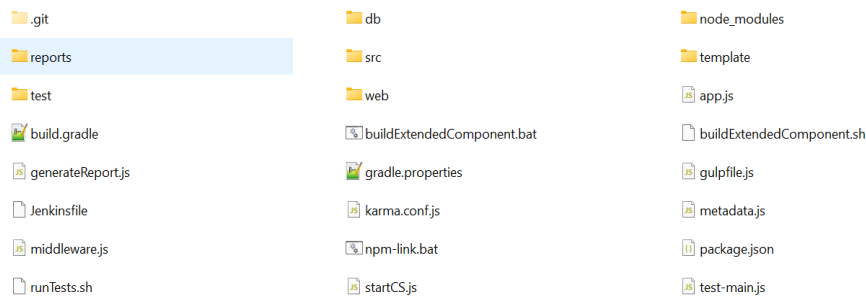 .git
db
node_modules
reports
src
template
test
web
app.js
build.gradle
buildExtendedComponent.bat
buildExtendedComponent.sh
generateReport.js
gradle.properties
gulpfile.js
Jenkinsfile
karma.conf.js
metadata.js
middleware.js
npm-link.bat
package.json
runTests.sh
startCS.js
test-main.js